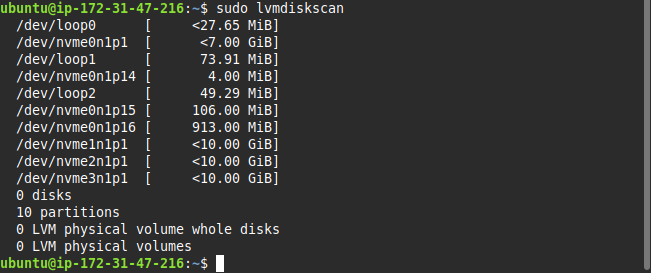 ubuntu@ip-172-31-47-216:~$ sudo lvmdiskscan
  /dev/loop0      [     <27.65 MiB]
  /dev/nvme0n1p1  [      <7.00 GiB]
  /dev/loop1      [      73.91 MiB]
  /dev/nvme0n1p14 [       4.00 MiB]
  /dev/loop2      [      49.29 MiB]
  /dev/nvme0n1p15 [     106.00 MiB]
  /dev/nvme0n1p16 [     913.00 MiB]
  /dev/nvme1n1p1  [     <10.00 GiB]
  /dev/nvme2n1p1  [     <10.00 GiB]
  /dev/nvme3n1p1  [     <10.00 GiB]
  0 disks
  10 partitions
  0 LVM physical volume whole disks
  0 LVM physical volumes
ubuntu@ip-172-31-47-216:~$